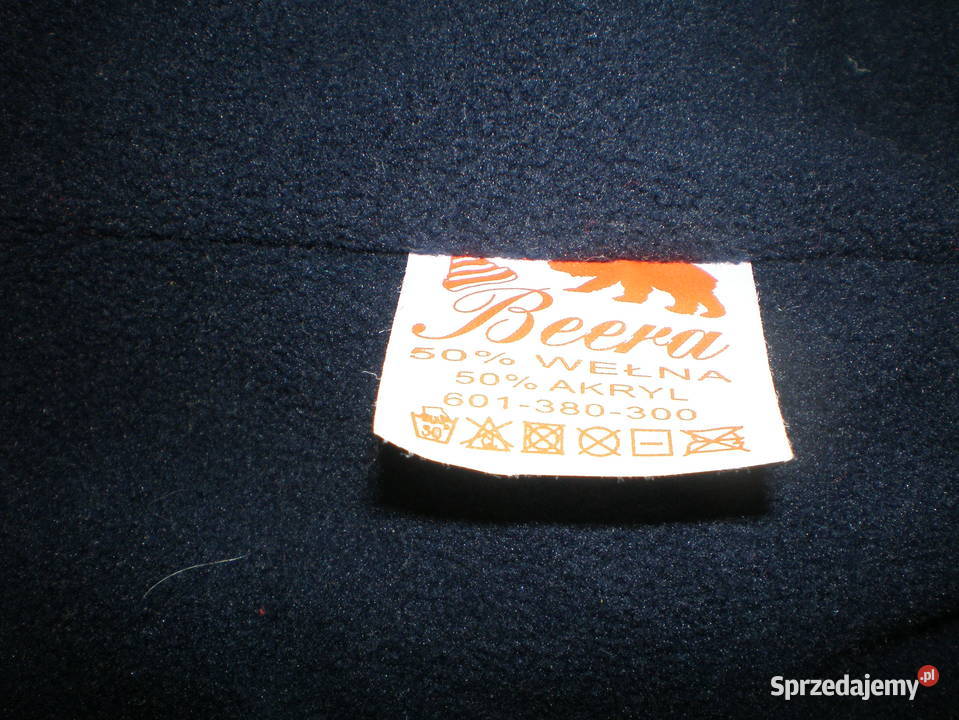 Beera
50% WEŁNA
50% AKRYL
601-380-300
30°
Sprzedajemy.pl